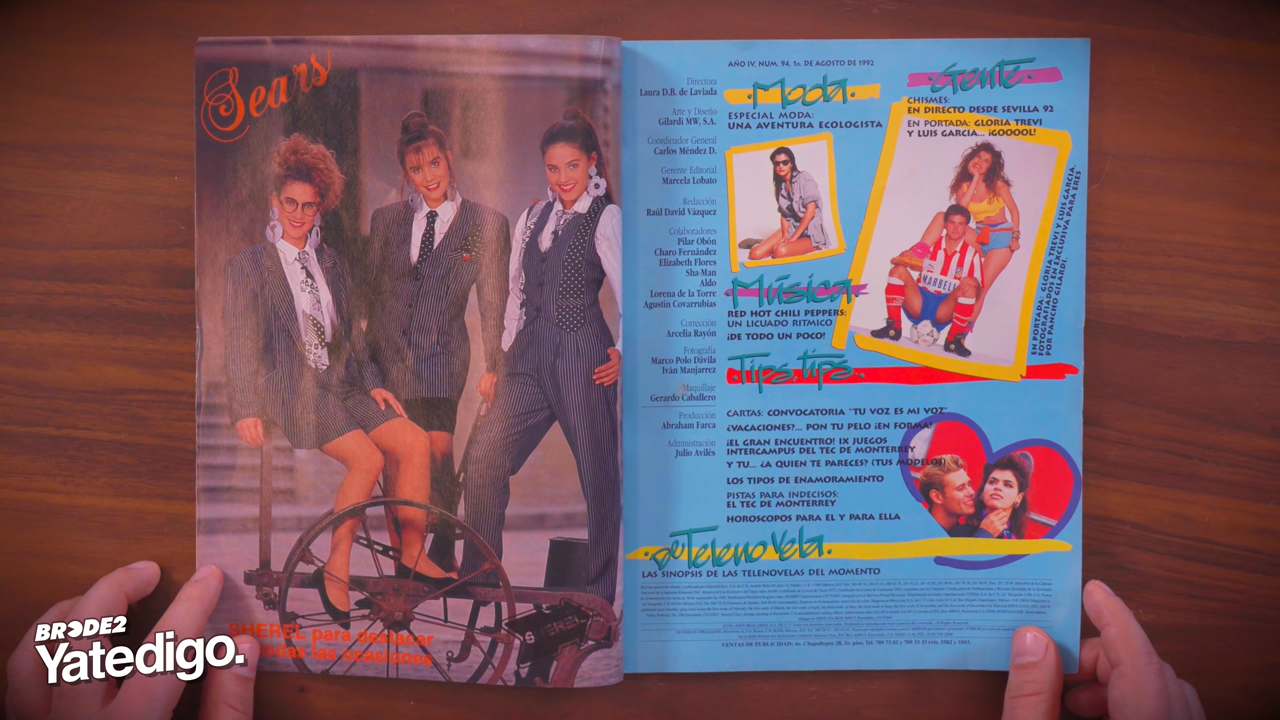 Sears
SHEREL para destacar
todas las ocasiones
SHEREL
BRODE2
Yatedigo.
AÑO IV. NUM. 94, 1o. DE AGOSTO DE 1992
Directora
Laura D.B. de Laviada
Arte y Diseño
Gilardi MW, S.A.
Coordinador General
Carlos Méndez D.
Gerente Editorial
Marcela Lobato
Redacción
Raúl David Vázquez
Colaboradores
Pilar Obón
Charo Fernández
Elizabeth Flores
Sha-Man
Aldo
Lorena de la Torre
Agustín Covarrubias
Corrección
Arcelia Rayón
Fotografía
Marco Polo Dávila
Iván Manjarrez
Maquillaje
Gerardo Caballero
Producción
Abraham Farca
Administración
Julio Avilés
.Moda.
ESPECIAL MODA:
UNA AVENTURA ECOLOGISTA
.Gente.
CHISMES:
EN DIRECTO DESDE SEVILLA 92
EN PORTADA: GLORIA TREVI
Y LUIS GARCIA... ¡GOOOOL!
MARBELLA
EN PORTADA: GLORIA TREVI Y LUIS GARCIA,
FOTOGRAFIADOS EN EXCLUSIVA PARA ERES
POR PANCHO GILARDI.
.Música.
RED HOT CHILI PEPPERS:
UN LICUADO RITMICO
¡DE TODO UN POCO!
.Tips, tips..
CARTAS: CONVOCATORIA "TU VOZ ES MI VOZ"
¿VACACIONES?... PON TU PELO ¡EN FORMA!
¡EL GRAN ENCUENTRO! IX JUEGOS
INTERCAMPUS DEL TEC DE MONTERREY
Y TU... ¿A QUIEN TE PARECES? (TUS MODELOS)
LOS TIPOS DE ENAMORAMIENTO
PISTAS PARA INDECISOS:
EL TEC DE MONTERREY
HOROSCOPOS PARA EL Y PARA ELLA
.de Telenovela.
LAS SINOPSIS DE LAS TELENOVELAS DEL MOMENTO